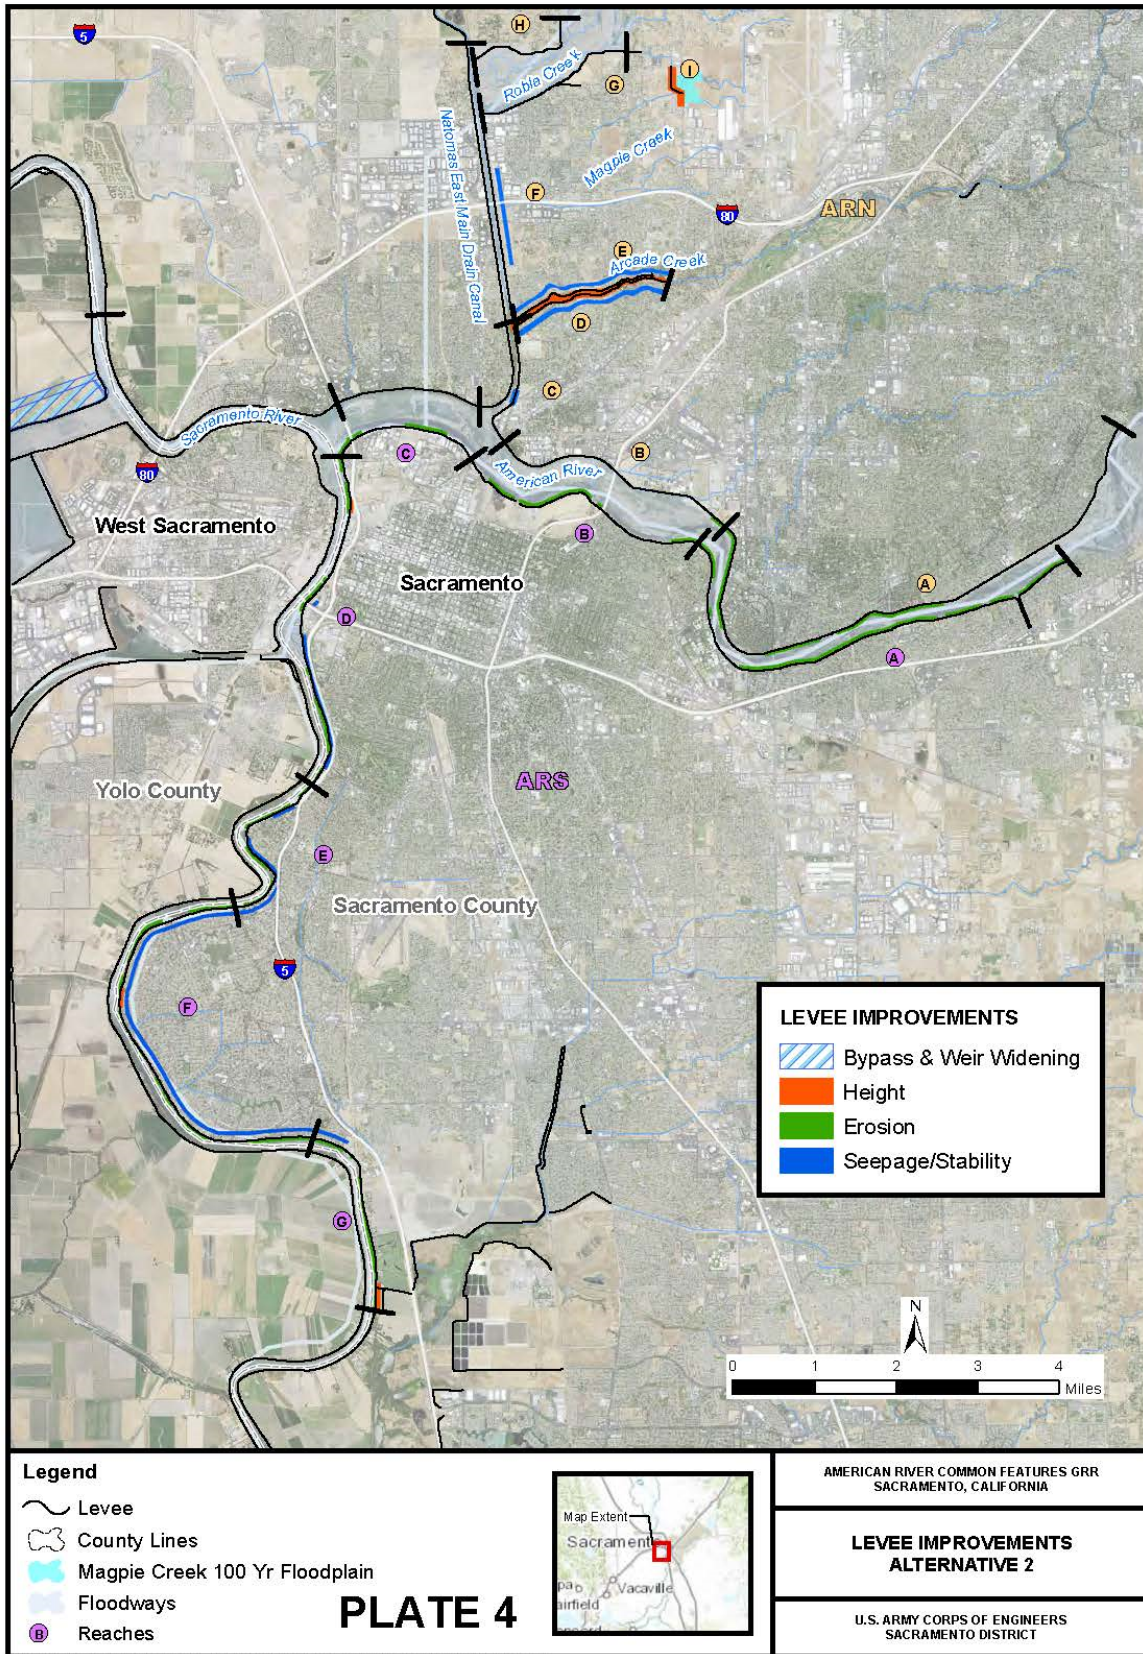 5
H
Robla Creek
G
I
Natomas East Main Drain Canal
Magpie Creek
F
80
ARN
E
Arcade Creek
D
C
Sacramento River
80
C
B
American River
West Sacramento
B
Sacramento
A
D
A
Yolo County
ARS
E
Sacramento County
5
F
G
LEVEE IMPROVEMENTS
Bypass & Weir Widening
Height
Erosion
Seepage/Stability
N
0 1 2 3 4
Miles
Legend
Levee
County Lines
Magpie Creek 100 Yr Floodplain
Floodways
B Reaches
PLATE 4
Map Extent
Sacramento
Vacaville
airfield
AMERICAN RIVER COMMON FEATURES GRR
SACRAMENTO, CALIFORNIA
LEVEE IMPROVEMENTS
ALTERNATIVE 2
U.S. ARMY CORPS OF ENGINEERS
SACRAMENTO DISTRICT